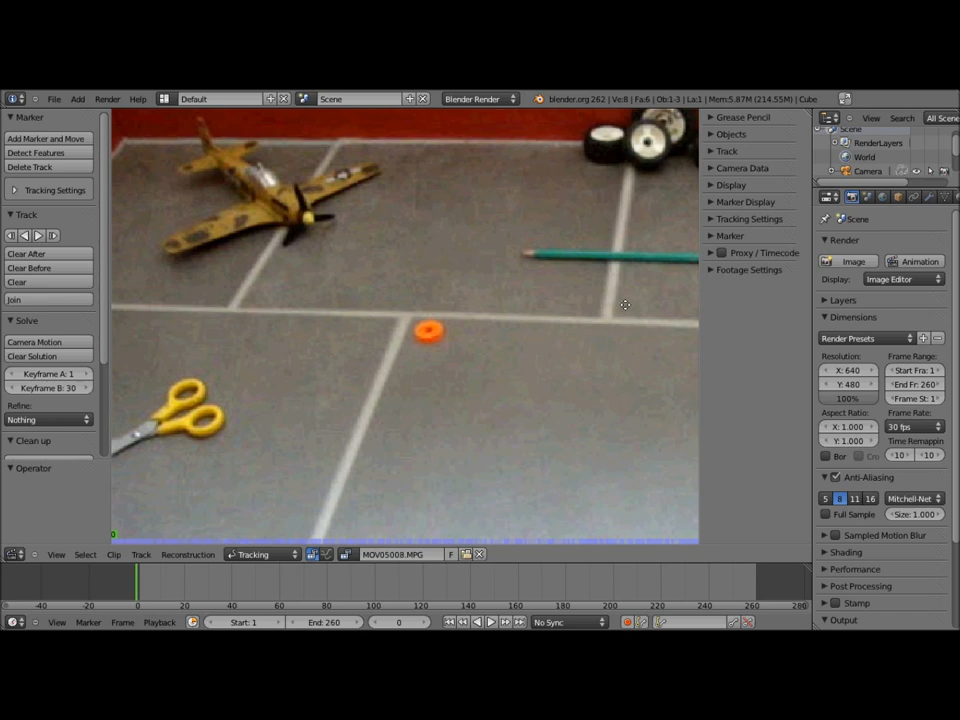 File Add Render Help Default Scene Blender Render blender.org 262 | Ve:8 | Fa:6 | Ob:1-3 | La:1 | Mem:5.87M (214.55M) | Cube
Marker
Add Marker and Move
Detect Features
Delete Track
Tracking Settings
Track
Clear After
Clear Before
Clear
Join
Solve
Camera Motion
Clear Solution
Keyframe A: 1
Keyframe B: 30
Refine:
Nothing
Clean up
Operator
Grease Pencil
Objects
Track
Camera Data
Display
Marker Display
Tracking Settings
Marker
Proxy / Timecode
Footage Settings
View Search All Scene
Scene
RenderLayers
World
Camera
Scene
Render
Image Animation
Display: Image Editor
Layers
Dimensions
Render Presets
Resolution: Frame Range:
X: 640 Start Fra: 1
Y: 480 End Fr: 260
100% Frame St: 1
Aspect Ratio: Frame Rate:
X: 1.000 30 fps
Y: 1.000 Time Remappin
Bor Cro 10 10
Anti-Aliasing
5 8 11 16 Mitchell-Net
Full Sample Size: 1.000
Sampled Motion Blur
Shading
Performance
Post Processing
Stamp
Output
0
View Select Clip Track Reconstruction Tracking MOV05008.MPG F
-40 -20 0 20 40 60 80 100 120 140 160 180 200 220 240 260 280
View Marker Frame Playback Start: 1 End: 260 0 No Sync